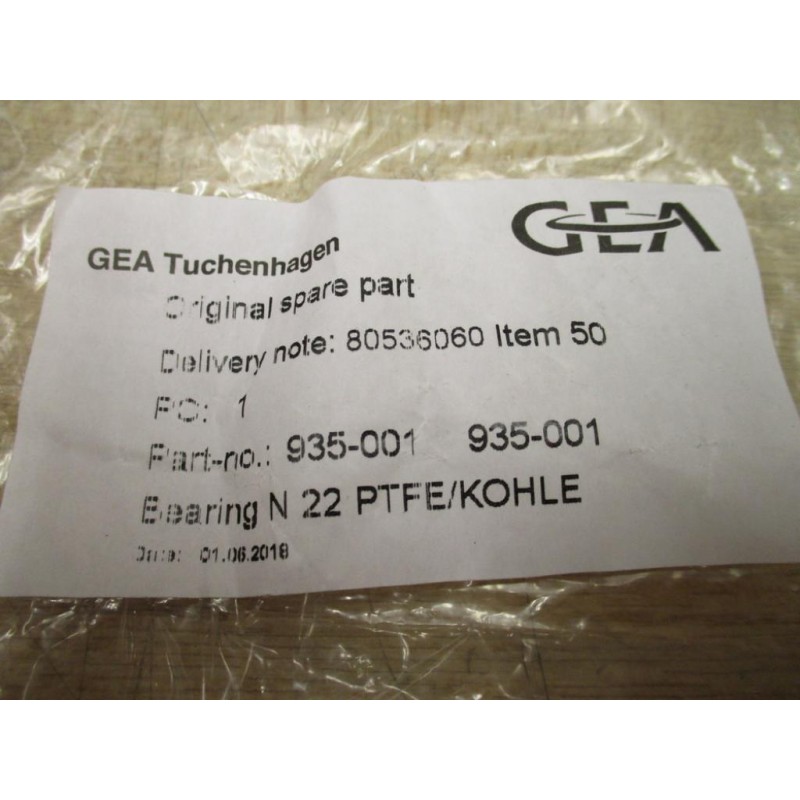 GEA
GEA Tuchenhagen
Original spare part
Delivery note: 80536060 Item 50
PC: 1
Part-no.: 935-001 935-001
Bearing N 22 PTFE/KOHLE
Date: 01.06.2018